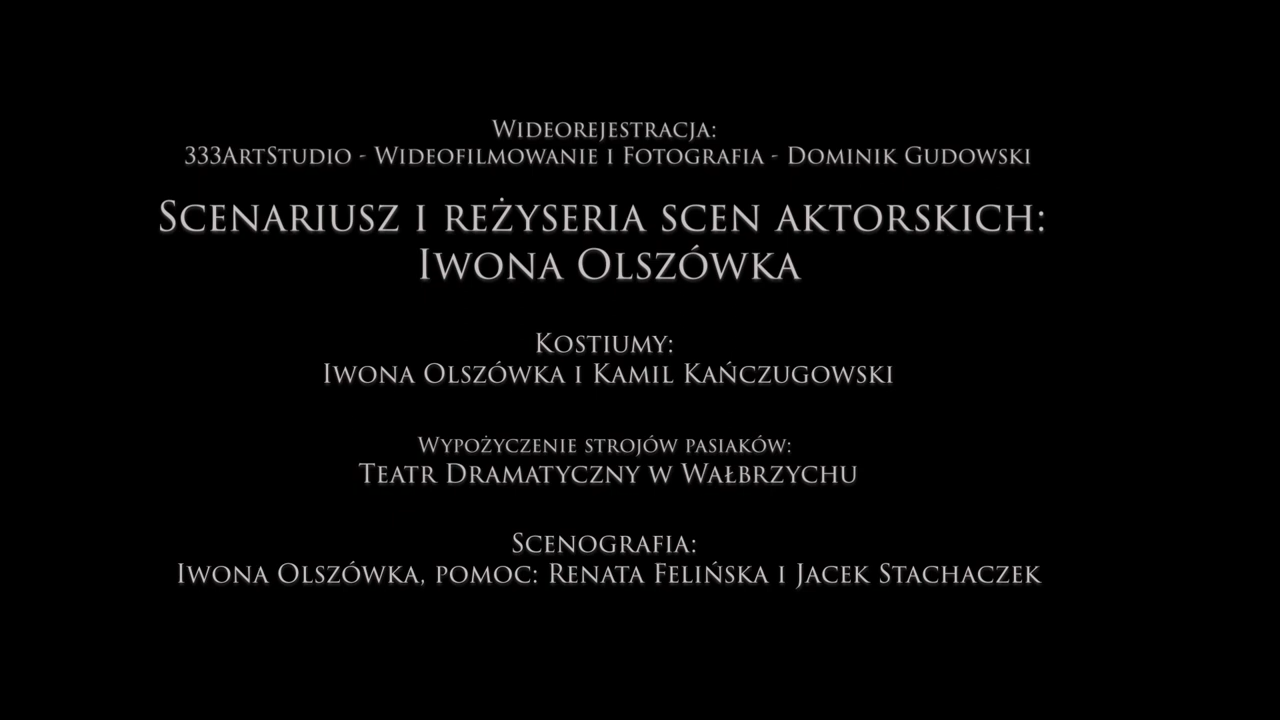 Wideorejestracja:
333ArtStudio - Wideofilmowanie i Fotografia - Dominik Gudowski
Scenariusz i reżyseria scen aktorskich:
Iwona Olszówka
Kostiumy:
Iwona Olszówka i Kamil Kańczugowski
Wypożyczenie strojów pasiaków:
Teatr Dramatyczny w Wałbrzychu
Scenografia:
Iwona Olszówka, pomoc: Renata Felińska i Jacek Stachaczek